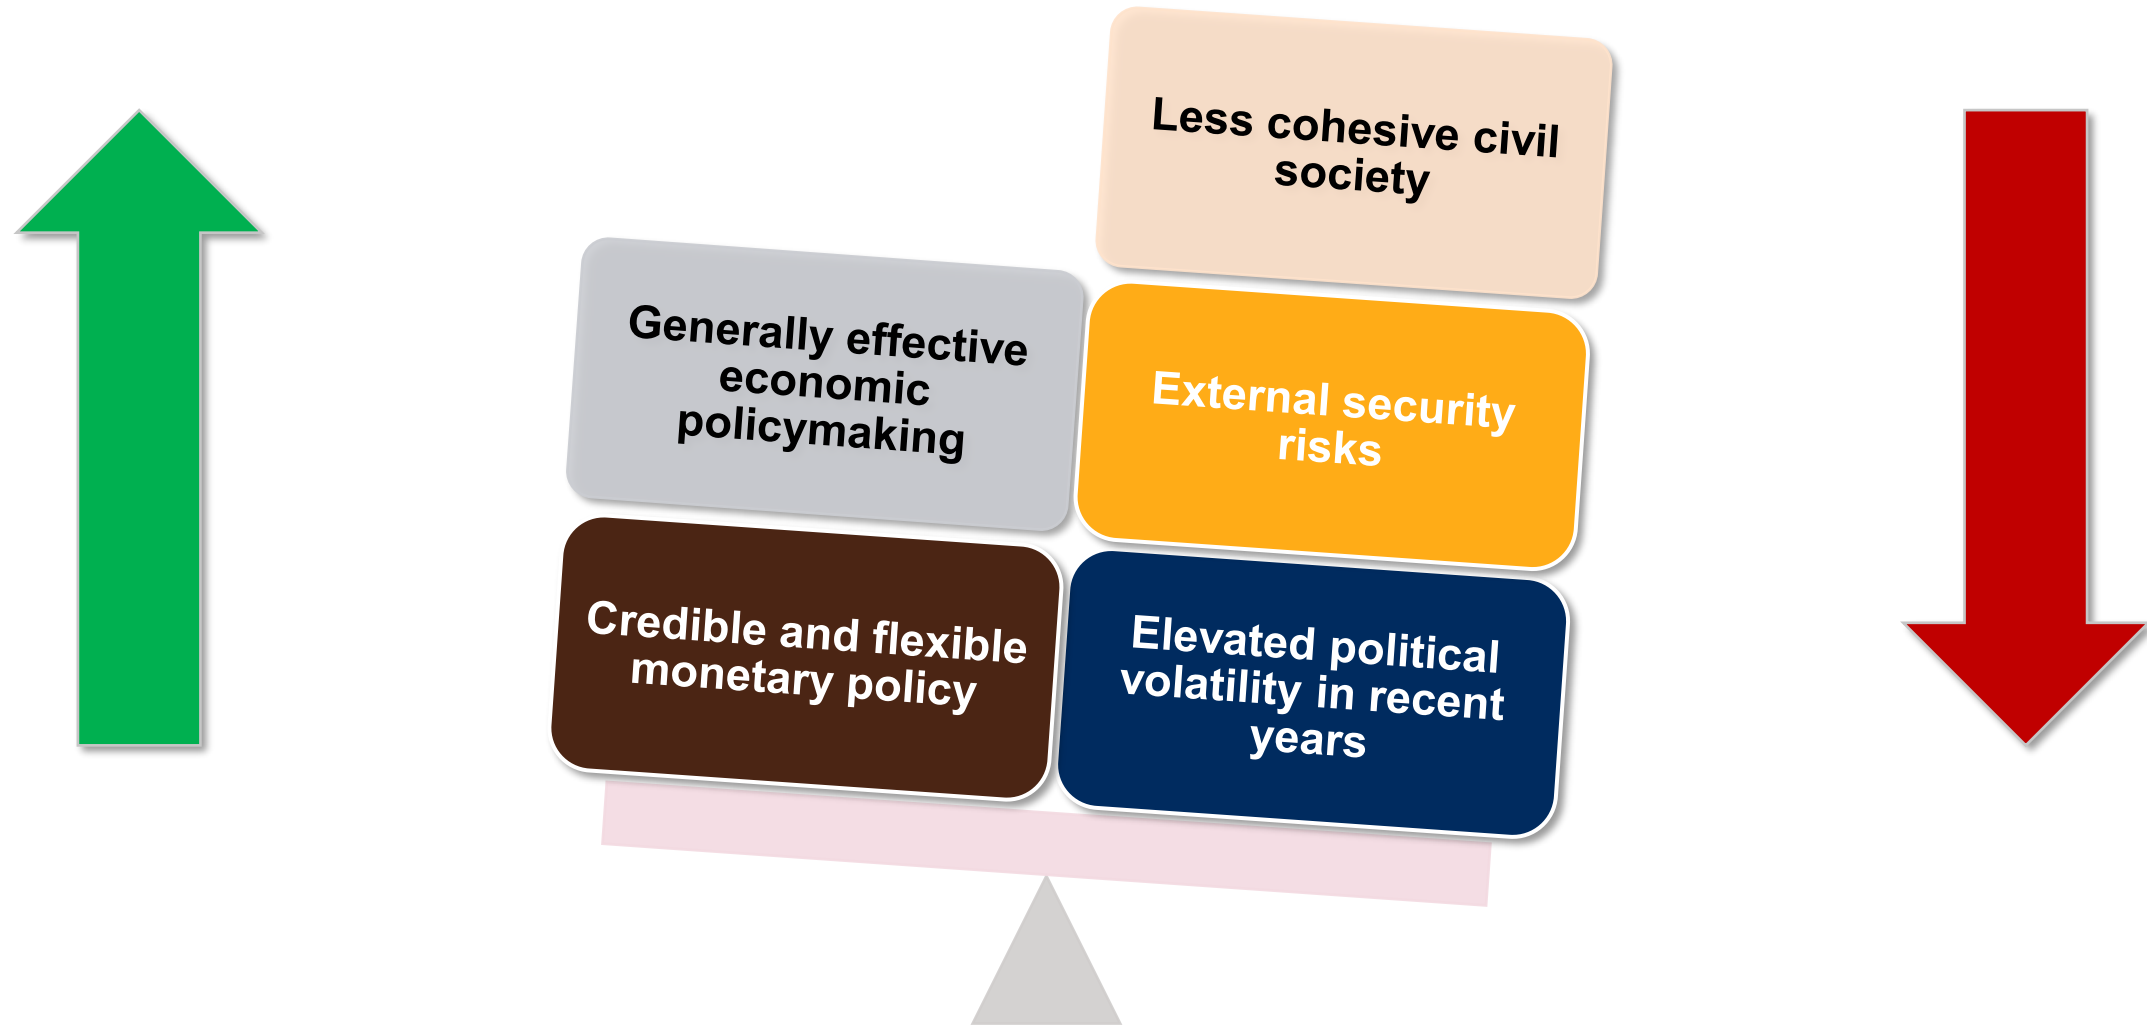 Less cohesive civil
society
Generally effective
economic
policymaking
External security
risks
Credible and flexible
monetary policy
Elevated political
volatility in recent
years